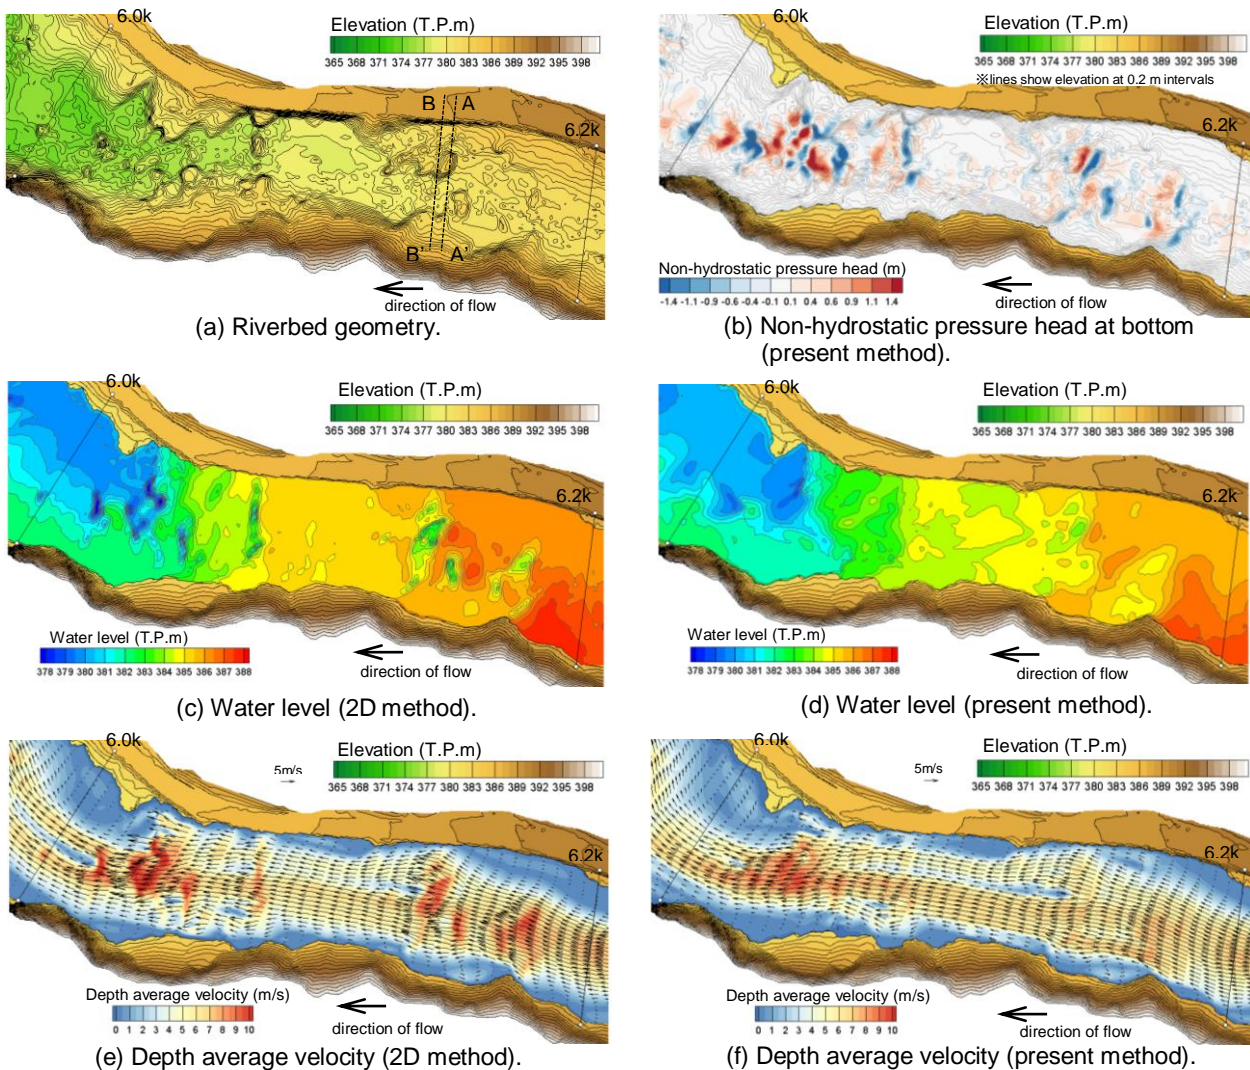 6.0k
Elevation (T.P.m)
365 368 371 374 377 380 383 386 389 392 395 398
B A
6.2k
B' A'
direction of flow
(a) Riverbed geometry.
6.0k
Elevation (T.P.m)
365 368 371 374 377 380 383 386 389 392 395 398
※lines show elevation at 0.2 m intervals
6.2k
Non-hydrostatic pressure head (m)
-1.4 -1.1 -0.9 -0.6 -0.4 -0.1 0.1 0.4 0.6 0.9 1.1 1.4
direction of flow
(b) Non-hydrostatic pressure head at bottom
(present method).
6.0k
Elevation (T.P.m)
365 368 371 374 377 380 383 386 389 392 395 398
6.2k
Water level (T.P.m)
378 379 380 381 382 383 384 385 386 387 388
direction of flow
(c) Water level (2D method).
6.0k
Elevation (T.P.m)
365 368 371 374 377 380 383 386 389 392 395 398
6.2k
Water level (T.P.m)
378 379 380 381 382 383 384 385 386 387 388
direction of flow
(d) Water level (present method).
6.0k
5m/s
Elevation (T.P.m)
365 368 371 374 377 380 383 386 389 392 395 398
6.2k
Depth average velocity (m/s)
0 1 2 3 4 5 6 7 8 9 10
direction of flow
(e) Depth average velocity (2D method).
6.0k
5m/s
Elevation (T.P.m)
365 368 371 374 377 380 383 386 389 392 395 398
6.2k
Depth average velocity (m/s)
0 1 2 3 4 5 6 7 8 9 10
direction of flow
(f) Depth average velocity (present method).